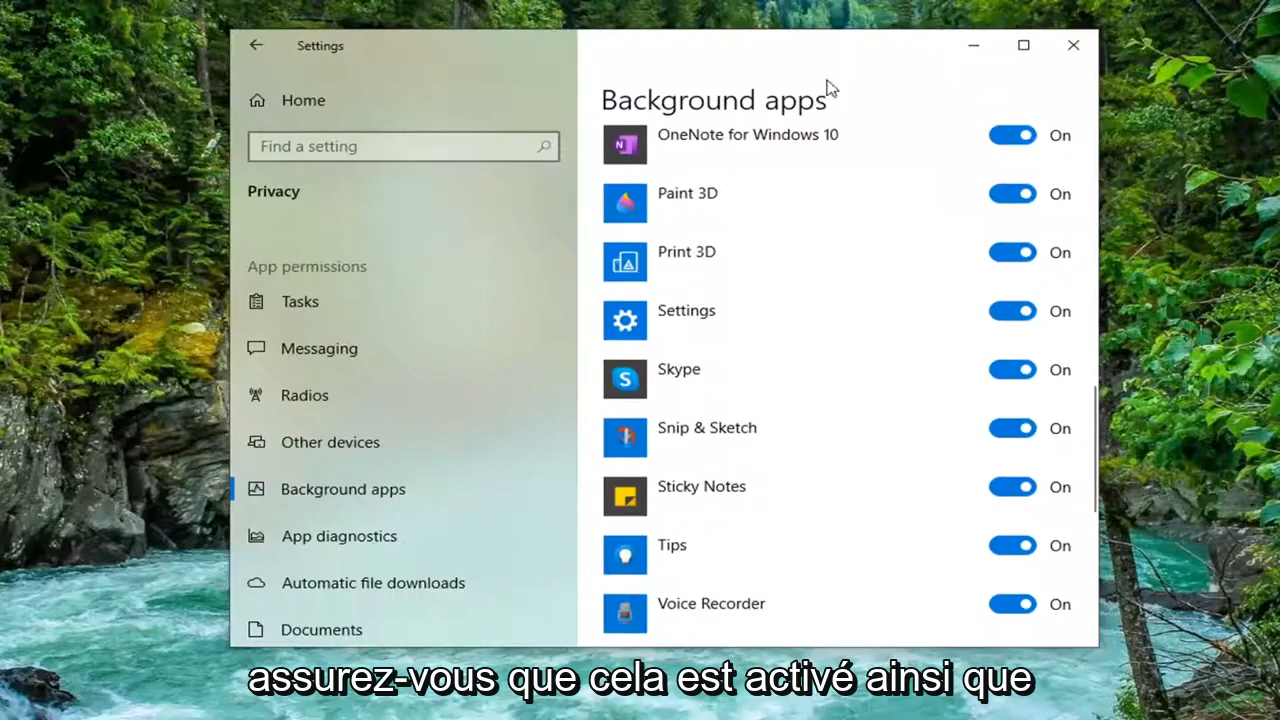 Settings
Home
Find a setting
Privacy
App permissions
Tasks
Messaging
Radios
Other devices
Background apps
App diagnostics
Automatic file downloads
Documents
Background apps
OneNote for Windows 10 On
Paint 3D On
Print 3D On
Settings On
Skype On
Snip & Sketch On
Sticky Notes On
Tips On
Voice Recorder On
assurez-vous que cela est activé ainsi que